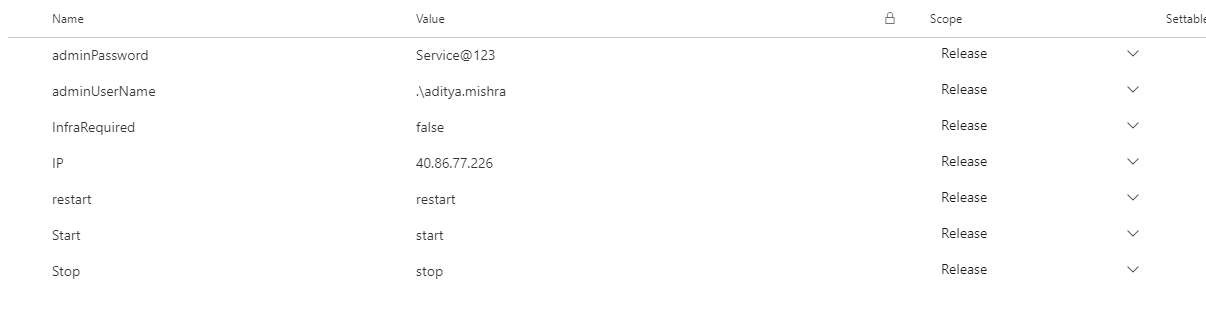 Name Value Scope Settable
adminPassword Service@123 Release
adminUserName .\aditya.mishra Release
InfraRequired false Release
IP 40.86.77.226 Release
restart restart Release
Start start Release
Stop stop Release